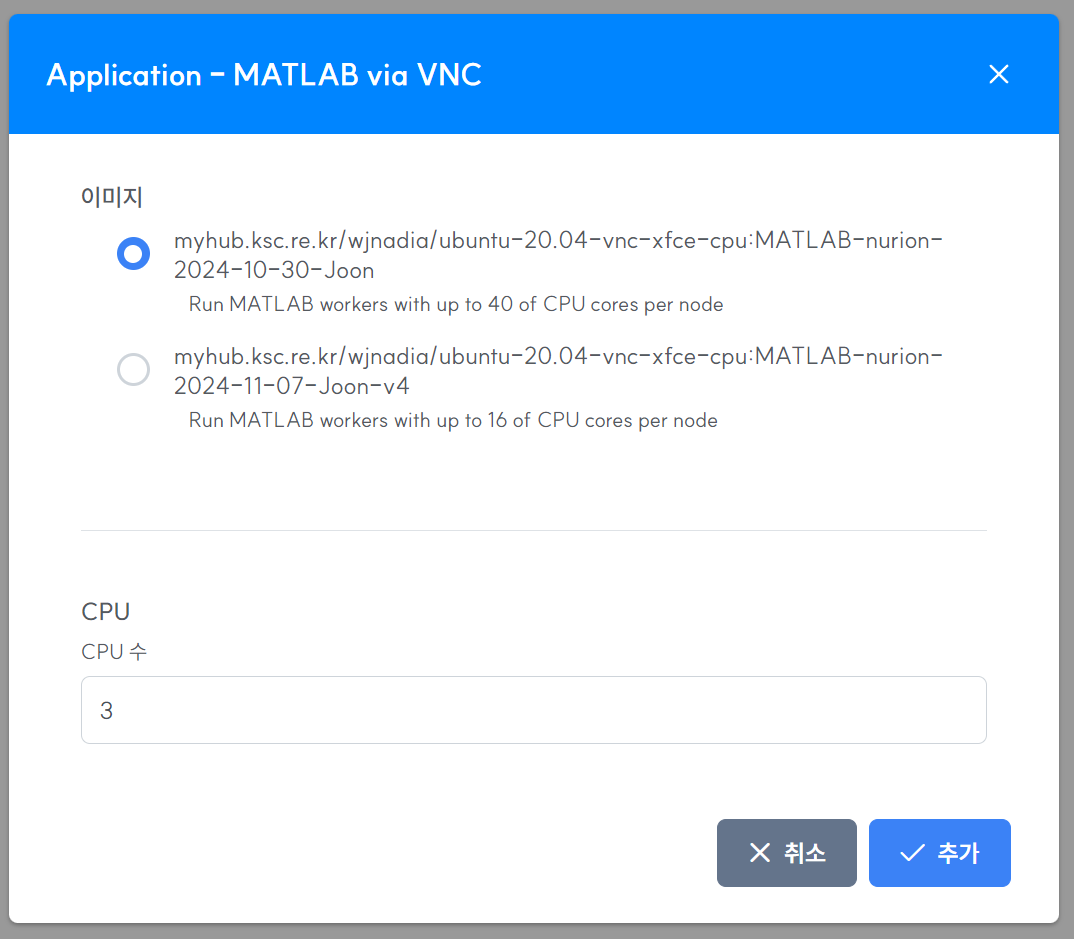 Application - MATLAB via VNC
이미지
myhub.ksc.re.kr/wjnadia/ubuntu-20.04-vnc-xfce-cpu:MATLAB-nurion-
2024-10-30-Joon
Run MATLAB workers with up to 40 of CPU cores per node
myhub.ksc.re.kr/wjnadia/ubuntu-20.04-vnc-xfce-cpu:MATLAB-nurion-
2024-11-07-Joon-v4
Run MATLAB workers with up to 16 of CPU cores per node
CPU
CPU 수
3
취소
추가